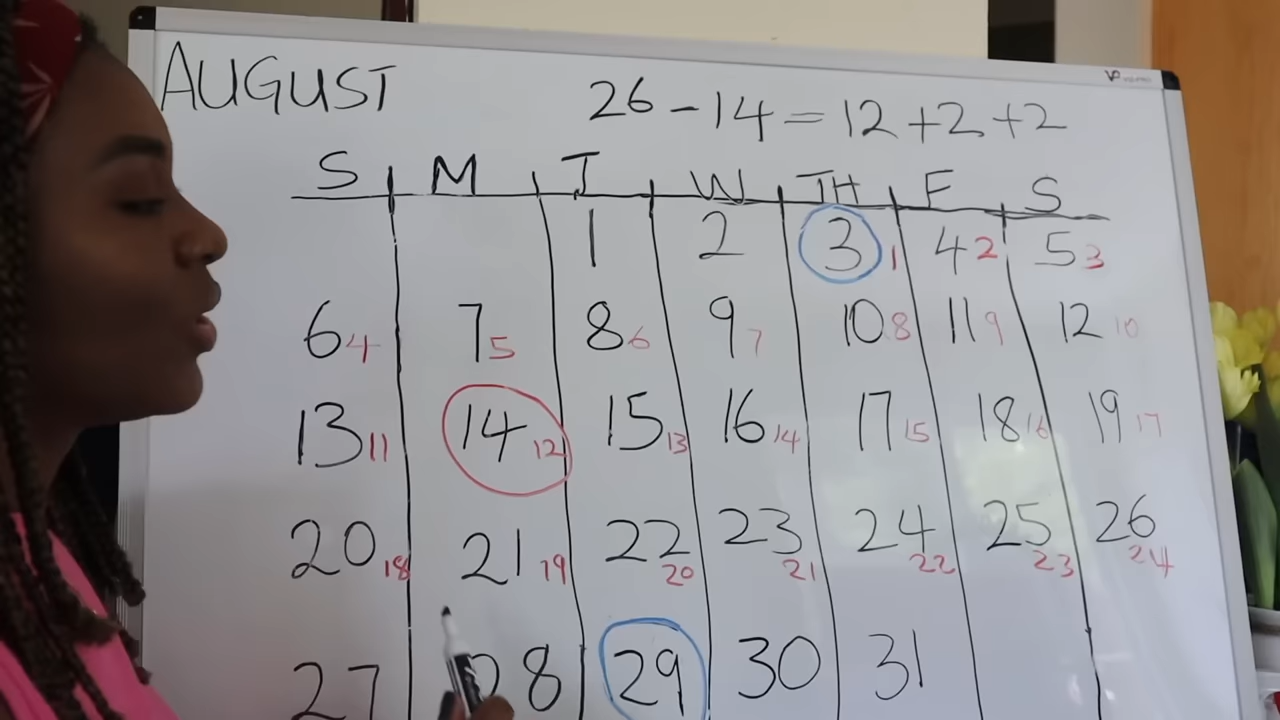 AUGUST
26 - 14 = 12 + 2 + 2
S M T W TH F S
1 2 3 1 4 2 5 3
6 4 7 5 8 6 9 7 10 8 11 9 12 10
13 11 14 12 15 13 16 14 17 15 18 16 19 17
20 18 21 19 22 20 23 21 24 22 25 23 26 24
27 28 29 30 31